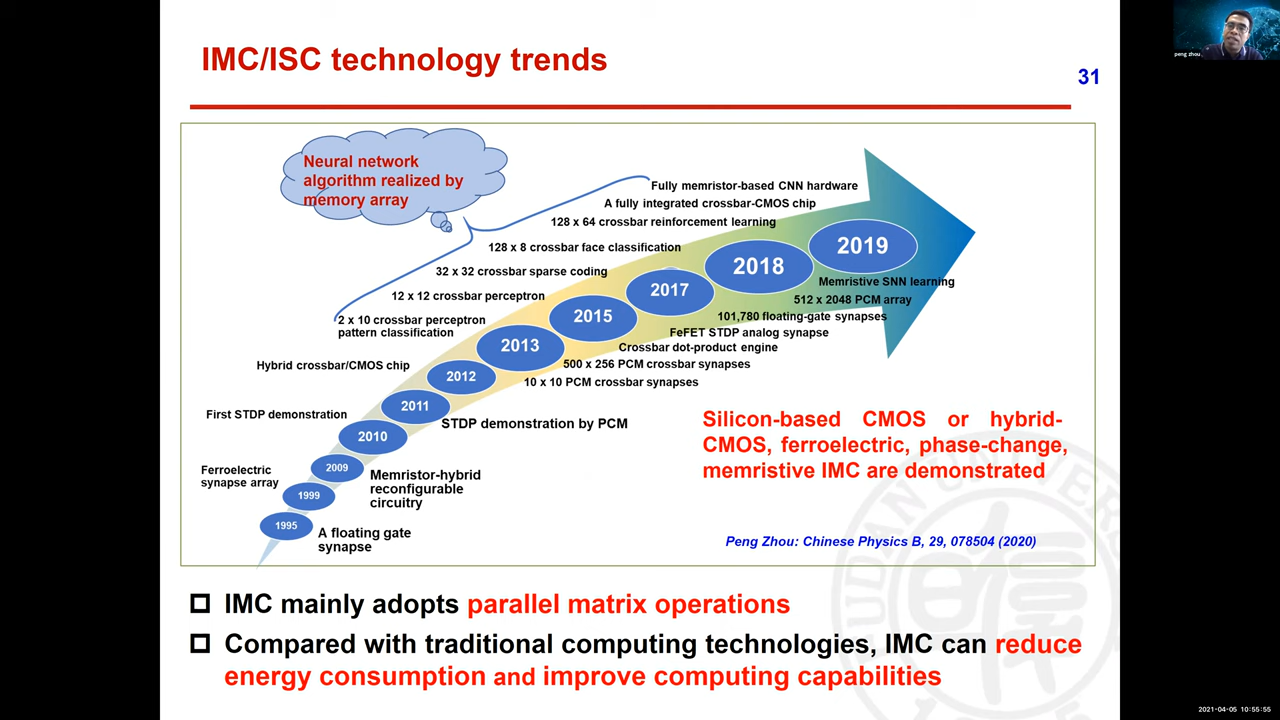 IMC/ISC technology trends
31
peng zhou
Neural network
algorithm realized by
memory array
Fully memristor-based CNN hardware
A fully integrated crossbar-CMOS chip
128 x 64 crossbar reinforcement learning
128 x 8 crossbar face classification
32 x 32 crossbar sparse coding
12 x 12 crossbar perceptron
2 x 10 crossbar perceptron
pattern classification
Hybrid crossbar/CMOS chip
First STDP demonstration
Ferroelectric
synapse array
2019
2018
2017
2015
2013
2012
2011
2010
2009
1999
1995
Memristive SNN learning
512 x 2048 PCM array
101,780 floating-gate synapses
FeFET STDP analog synapse
Crossbar dot-product engine
500 x 256 PCM crossbar synapses
10 x 10 PCM crossbar synapses
STDP demonstration by PCM
Memristor-hybrid
reconfigurable
circuitry
A floating gate
synapse
Silicon-based CMOS or hybrid-
CMOS, ferroelectric, phase-change,
memristive IMC are demonstrated
Peng Zhou: Chinese Physics B, 29, 078504 (2020)
IMC mainly adopts parallel matrix operations
Compared with traditional computing technologies, IMC can reduce
energy consumption and improve computing capabilities
2021-04-05 10:55:55